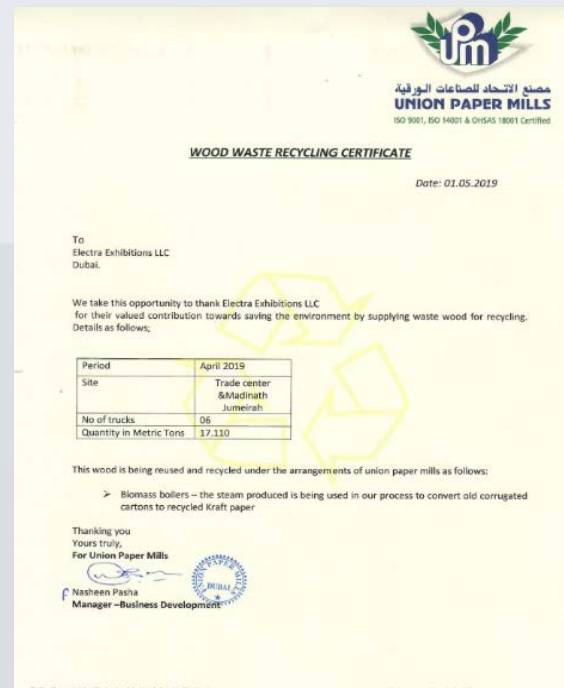 upm
مصنع الاتـحاد للصناعات الـورقية
UNION PAPER MILLS
ISO 9001, ISO 14001 & OHSAS 18001 Certified
WOOD WASTE RECYCLING CERTIFICATE
Date: 01.05.2019
To
Electra Exhibitions LLC
Dubai.
We take this opportunity to thank Electra Exhibitions LLC
for their valued contribution towards saving the environment by supplying waste wood for recycling.
Details as follows;
Period April 2019
Site Trade center
&Madinath
Jumeirah
No of trucks 06
Quantity in Metric Tons 17.110
This wood is being reused and recycled under the arrangements of union paper mills as follows:
➢ Biomass boilers – the steam produced is being used in our process to convert old corrugated
cartons to recycled Kraft paper
Thanking you
Yours truly,
For Union Paper Mills
Nasheen Pasha
Manager –Business Development
UNION PAPER MILLS
DUBAI